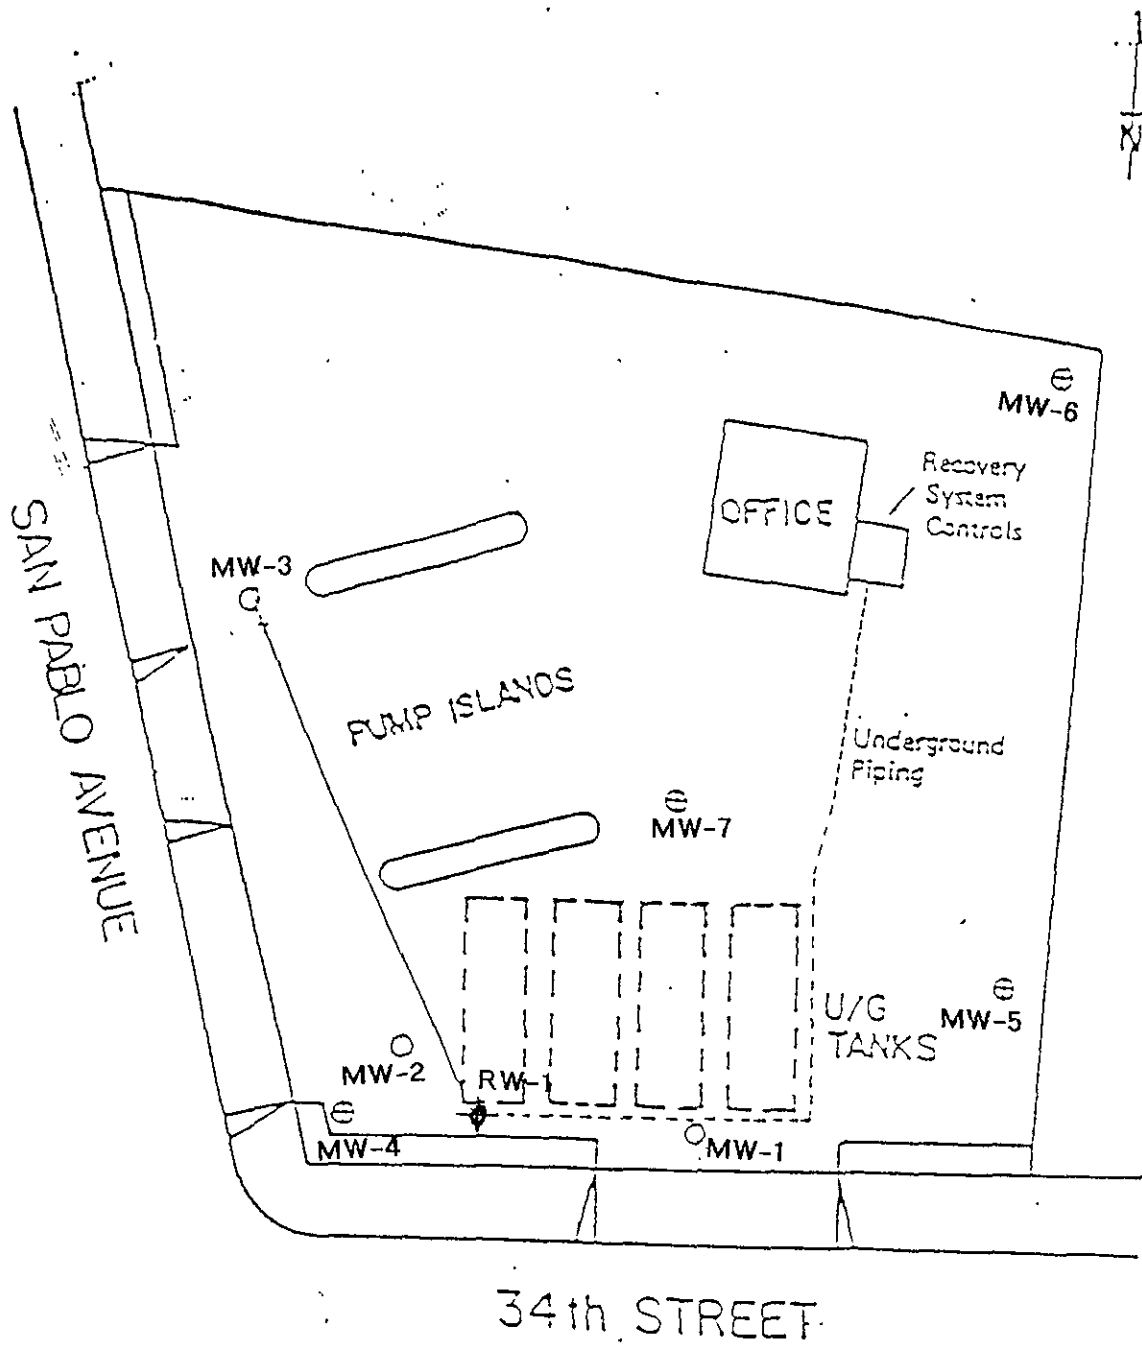 N
MW-6
Recovery
System
Controls
OFFICE
MW-3
SAN PABLO AVENUE
PUMP ISLANDS
Underground
Piping
MW-7
U/G
TANKS
MW-5
MW-2
RW-1
MW-4
MW-1
34th STREET